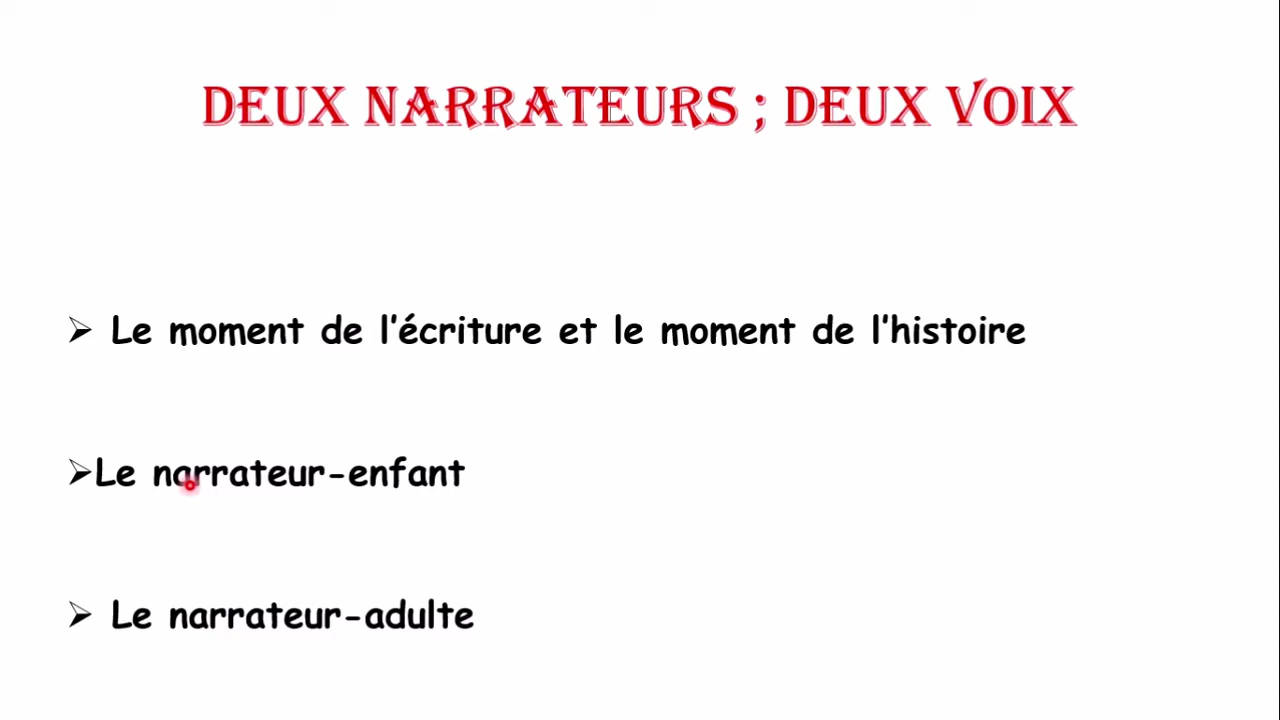 DEUX NARRATEURS ; DEUX VOIX
➢ Le moment de l’écriture et le moment de l’histoire
➢Le narrateur-enfant
➢ Le narrateur-adulte